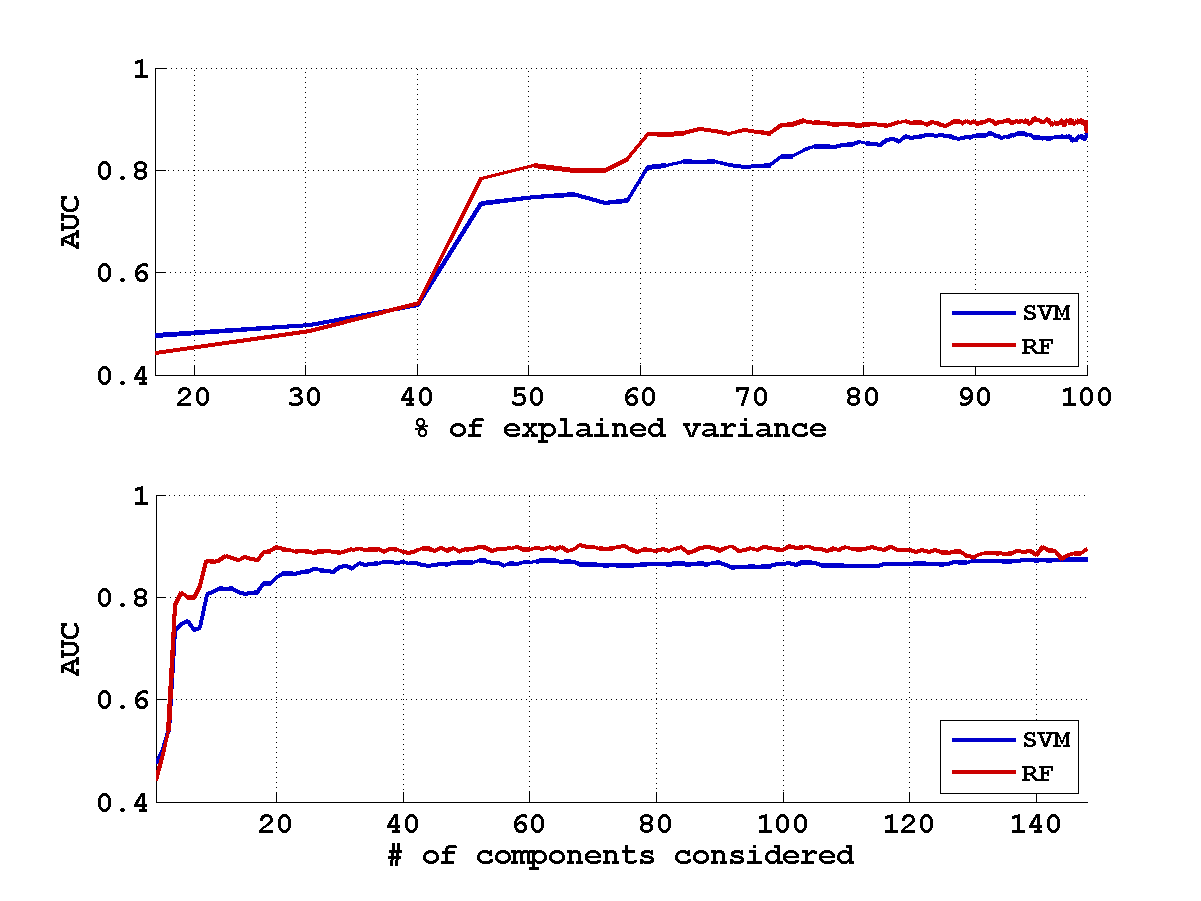 1
0.8
0.6
0.4
AUC
20 30 40 50 60 70 80 90 100
% of explained variance
SVM
RF
1
0.8
0.6
0.4
AUC
20 40 60 80 100 120 140
# of components considered
SVM
RF